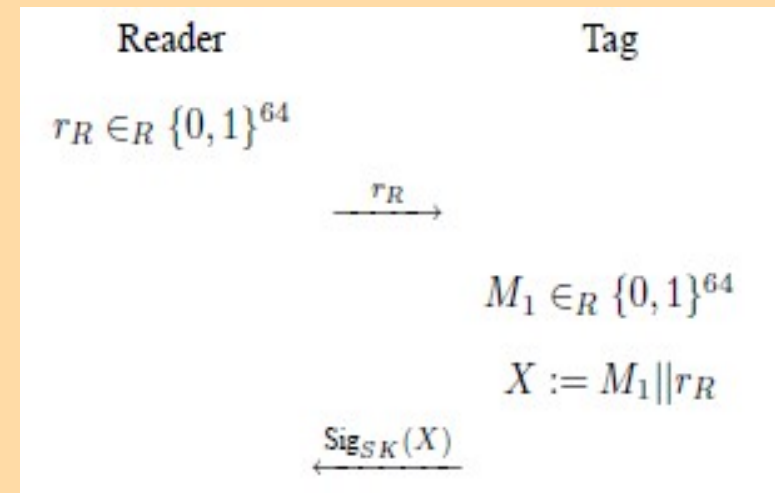 Reader Tag
r_R ∈_R {0, 1}^64
r_R
M_1 ∈_R {0, 1}^64
X := M_1||r_R
Sig_SK(X)